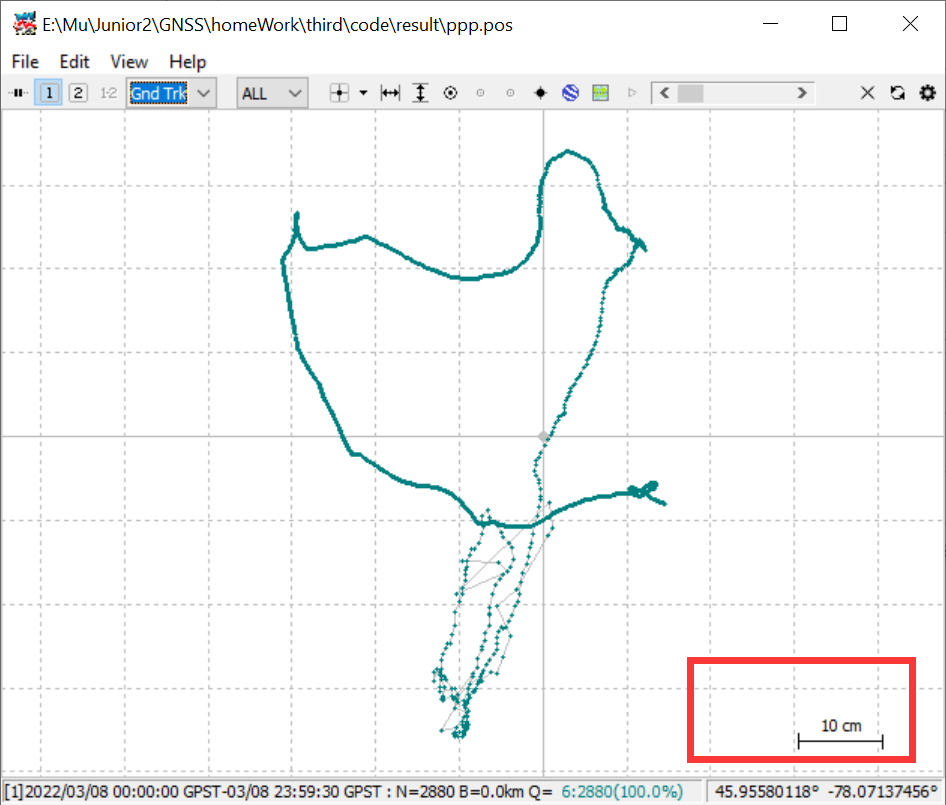 E:\Mu\Junior2\GNSS\homeWork\third\code\result\ppp.pos
File Edit View Help
1 2 1-2 Gnd Trk ALL
10 cm
[1]2022/03/08 00:00:00 GPST-03/08 23:59:30 GPST : N=2880 B=0.0km Q= 6:2880(100.0%) 45.95580118° -78.07137456°